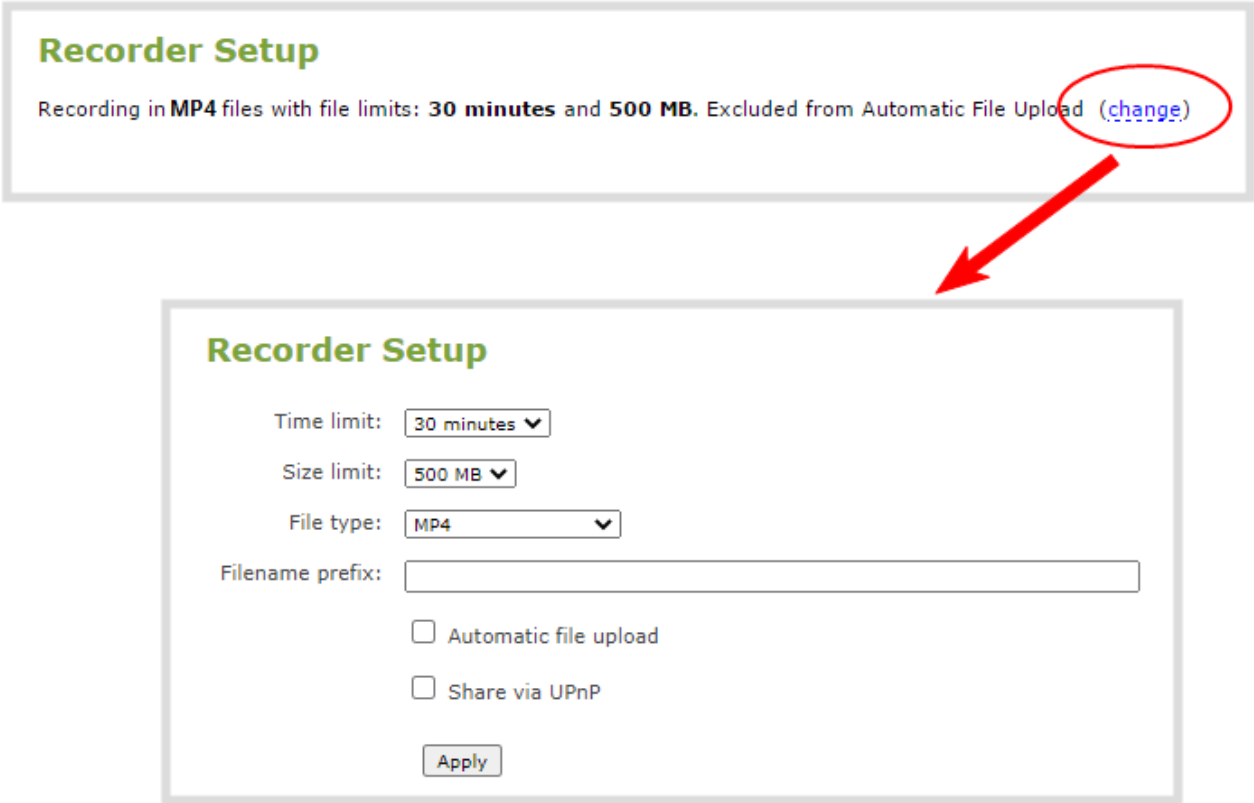 Recorder Setup
Recording in MP4 files with file limits: 30 minutes and 500 MB. Excluded from Automatic File Upload (change)
Recorder Setup
Time limit: 30 minutes
Size limit: 500 MB
File type: MP4
Filename prefix:
Automatic file upload
Share via UPnP
Apply